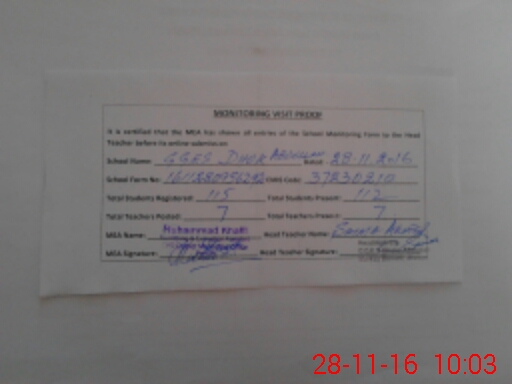 MONITORING VISIT PROOF
It is certified that the MEA has shown all entries of the School Monitoring Form to the Head
Teacher before its online submission
School Name: GGES DHOK Abdullah Dated: 28-11-2016
School Form No: EMIS Code: 37230210
Total Students Registered: 115 Total Students Present: 112
Total Teachers Posted: 7 Total Teachers Present: 7
MEA Name: Muhammad Head Teacher Name:
MEA Signature: Head Teacher Signature:
28-11-16 10:03